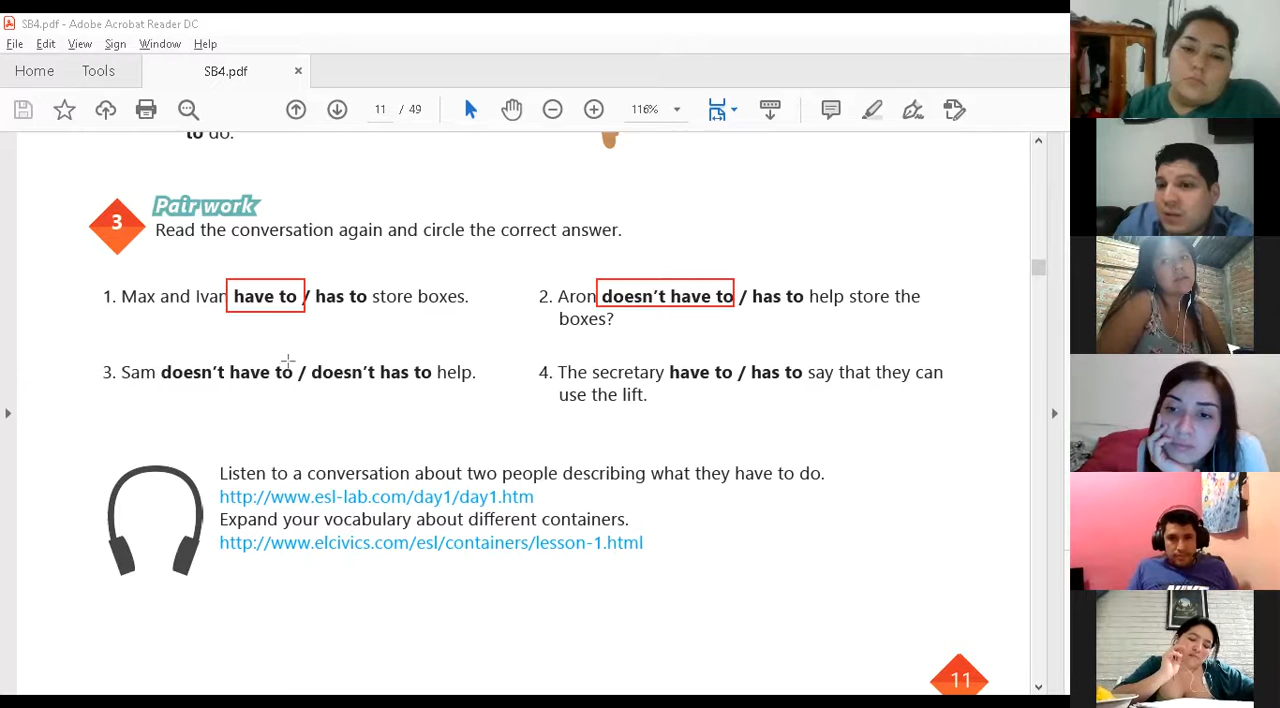 SB4.pdf - Adobe Acrobat Reader DC
File Edit View Sign Window Help
Home Tools SB4.pdf ×
11 / 49 116%
to do.
3 Pair work
Read the conversation again and circle the correct answer.
1. Max and Ivan have to / has to store boxes.
2. Aron doesn't have to / has to help store the
boxes?
3. Sam doesn't have to / doesn't has to help.
4. The secretary have to / has to say that they can
use the lift.
Listen to a conversation about two people describing what they have to do.
http://www.esl-lab.com/day1/day1.htm
Expand your vocabulary about different containers.
http://www.elcivics.com/esl/containers/lesson-1.html
11